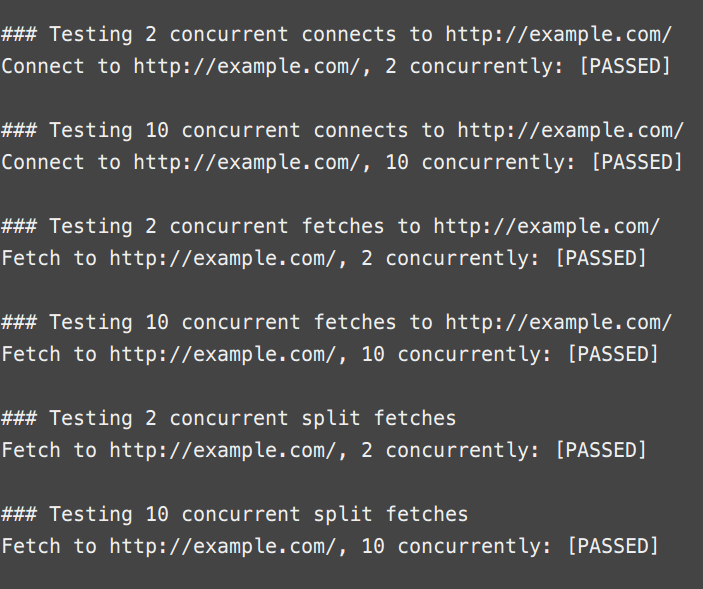 ### Testing 2 concurrent connects to http://example.com/
Connect to http://example.com/, 2 concurrently: [PASSED]
### Testing 10 concurrent connects to http://example.com/
Connect to http://example.com/, 10 concurrently: [PASSED]
### Testing 2 concurrent fetches to http://example.com/
Fetch to http://example.com/, 2 concurrently: [PASSED]
### Testing 10 concurrent fetches to http://example.com/
Fetch to http://example.com/, 10 concurrently: [PASSED]
### Testing 2 concurrent split fetches
Fetch to http://example.com/, 2 concurrently: [PASSED]
### Testing 10 concurrent split fetches
Fetch to http://example.com/, 10 concurrently: [PASSED]